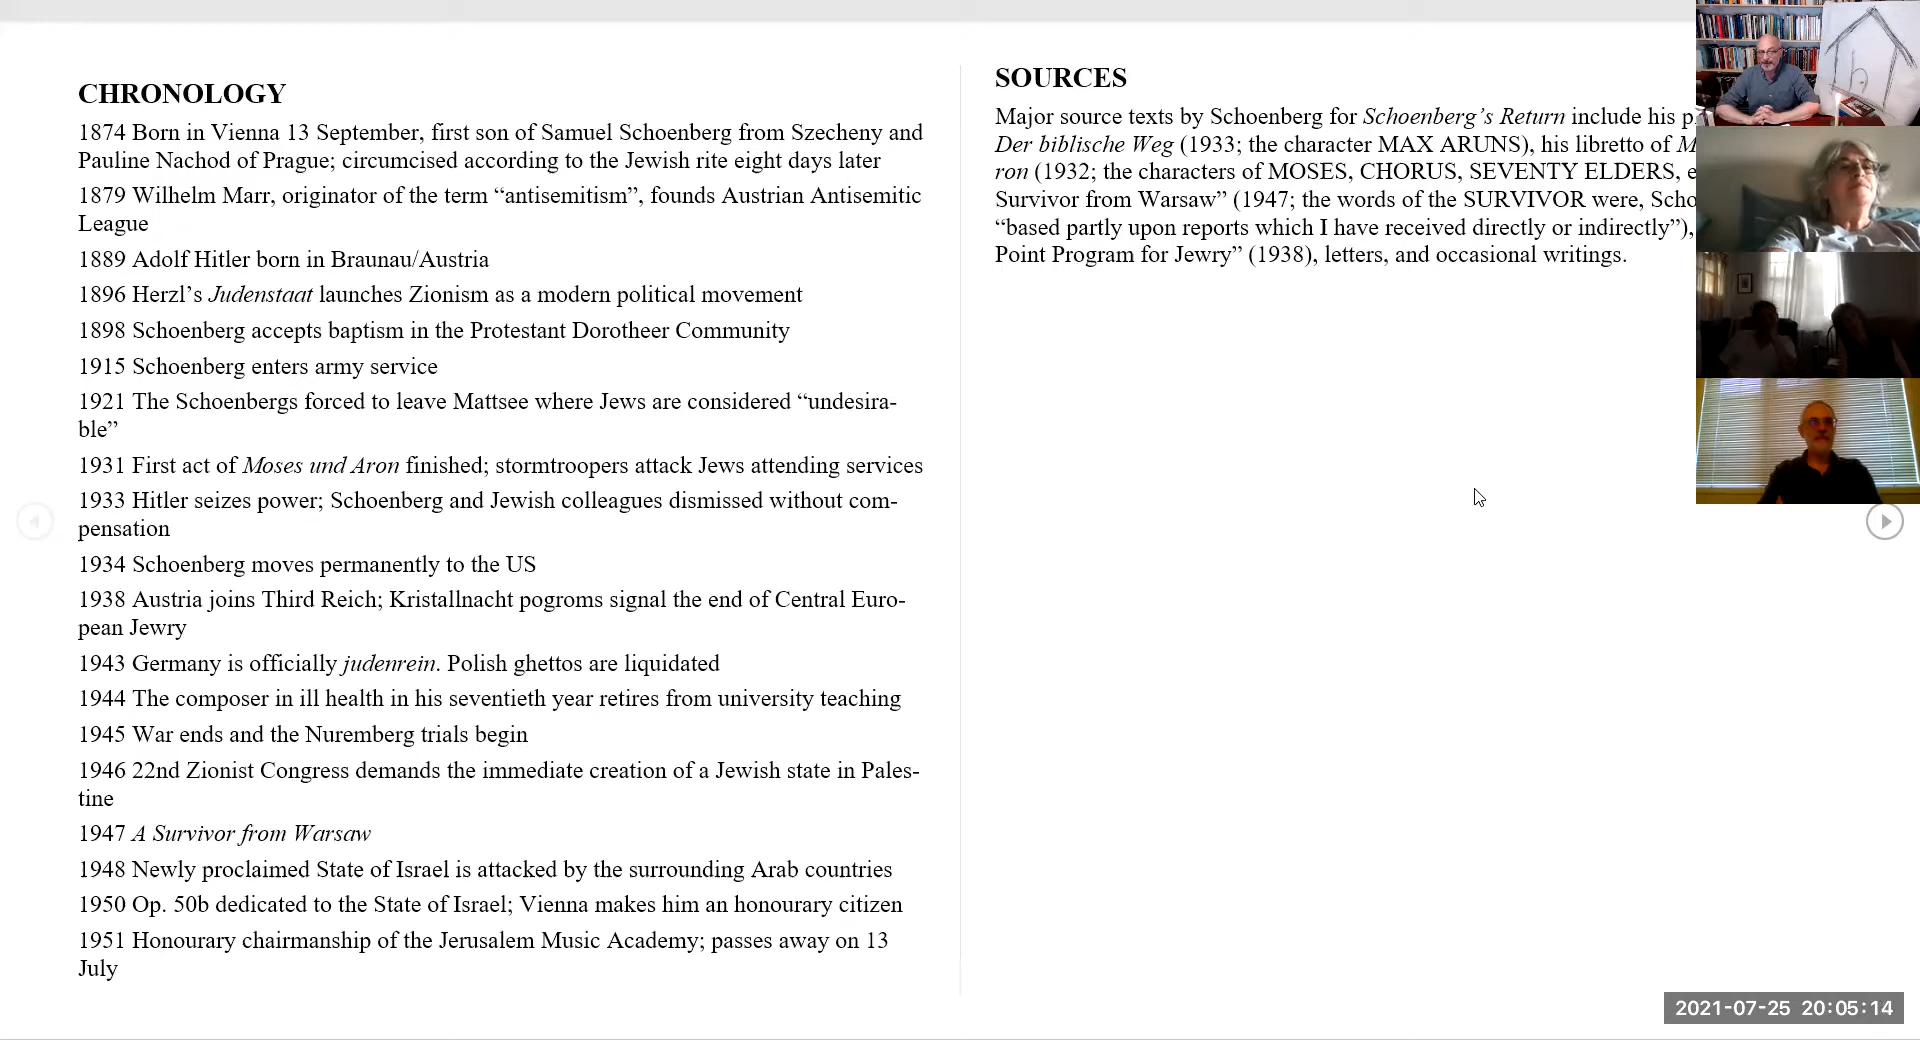 CHRONOLOGY
1874 Born in Vienna 13 September, first son of Samuel Schoenberg from Szecheny and
Pauline Nachod of Prague; circumcised according to the Jewish rite eight days later
1879 Wilhelm Marr, originator of the term “antisemitism”, founds Austrian Antisemitic
League
1889 Adolf Hitler born in Braunau/Austria
1896 Herzl’s Judenstaat launches Zionism as a modern political movement
1898 Schoenberg accepts baptism in the Protestant Dorotheer Community
1915 Schoenberg enters army service
1921 The Schoenbergs forced to leave Mattsee where Jews are considered “undesira-
ble”
1931 First act of Moses und Aron finished; stormtroopers attack Jews attending services
1933 Hitler seizes power; Schoenberg and Jewish colleagues dismissed without com-
pensation
1934 Schoenberg moves permanently to the US
1938 Austria joins Third Reich; Kristallnacht pogroms signal the end of Central Euro-
pean Jewry
1943 Germany is officially judenrein. Polish ghettos are liquidated
1944 The composer in ill health in his seventieth year retires from university teaching
1945 War ends and the Nuremberg trials begin
1946 22nd Zionist Congress demands the immediate creation of a Jewish state in Pales-
tine
1947 A Survivor from Warsaw
1948 Newly proclaimed State of Israel is attacked by the surrounding Arab countries
1950 Op. 50b dedicated to the State of Israel; Vienna makes him an honourary citizen
1951 Honourary chairmanship of the Jerusalem Music Academy; passes away on 13
July
SOURCES
Major source texts by Schoenberg for Schoenberg’s Return include his
Der biblische Weg (1933; the character MAX ARUNS), his libretto of
ron (1932; the characters of MOSES, CHORUS, SEVENTY ELDERS,
Survivor from Warsaw” (1947; the words of the SURVIVOR were,
“based partly upon reports which I have received directly or indirectly”),
Point Program for Jewry” (1938), letters, and occasional writings.
2021-07-25 20:05:14